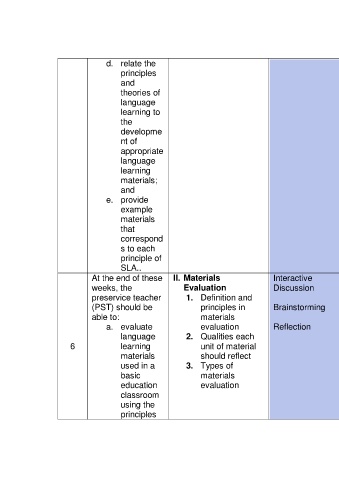 d. relate the
principles
and
theories of
language
learning to
the
developme
nt of
appropriate
language
learning
materials;
and
e. provide
example
materials
that
correspond
s to each
principle of
SLA..
6
At the end of these
weeks, the
preservice teacher
(PST) should be
able to:
a. evaluate
language
learning
materials
used in a
basic
education
classroom
using the
principles
II. Materials
Evaluation
1. Definition and
principles in
materials
evaluation
2. Qualities each
unit of material
should reflect
3. Types of
materials
evaluation
Interactive
Discussion
Brainstorming
Reflection